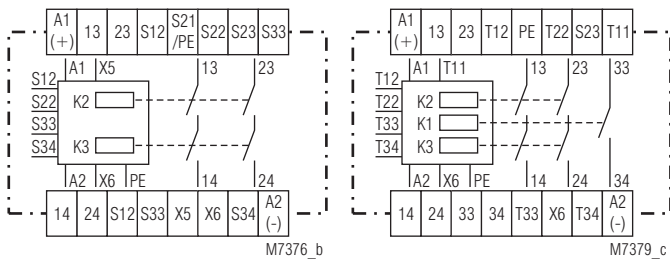 A1 (+) 13 23 S12 S21 /PE S22 S23 S33
A1 X5 13 23
S12
S22
S33
S34
K2
K3
A2 X6 PE 14 24
14 24 S12 S33 X5 X6 S34 A2 (-)
M7376_b
A1 (+) 13 23 T12 PE T22 S23 T11
A1 T11 13 23 33
T12
T22
T33
T34
K2
K1
K3
A2 X6 PE 14 24 34
14 24 33 34 T33 X6 T34 A2 (-)
M7379_c